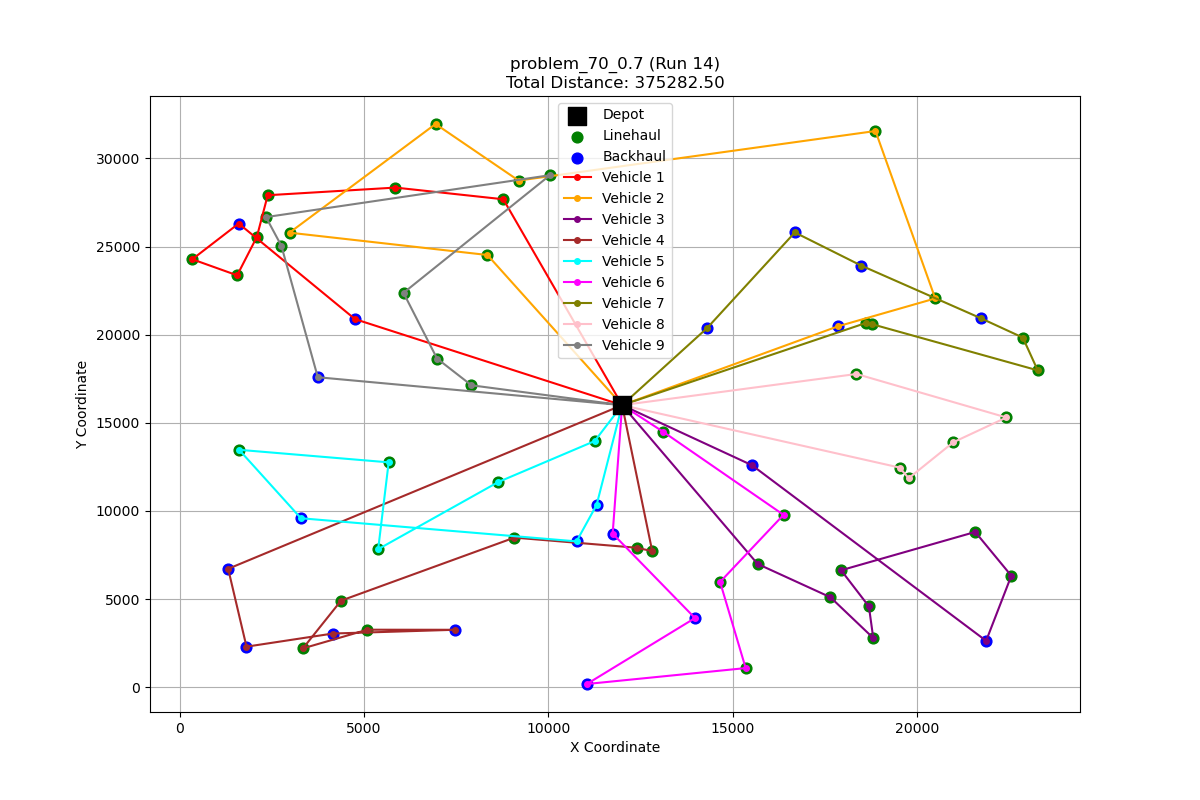 problem_70_0.7 (Run 14)
Total Distance: 375282.50
Depot
Linehaul
Backhaul
Vehicle 1
Vehicle 2
Vehicle 3
Vehicle 4
Vehicle 5
Vehicle 6
Vehicle 7
Vehicle 8
Vehicle 9
30000
25000
20000
15000
10000
5000
0
Y Coordinate
0 5000 10000 15000 20000
X Coordinate